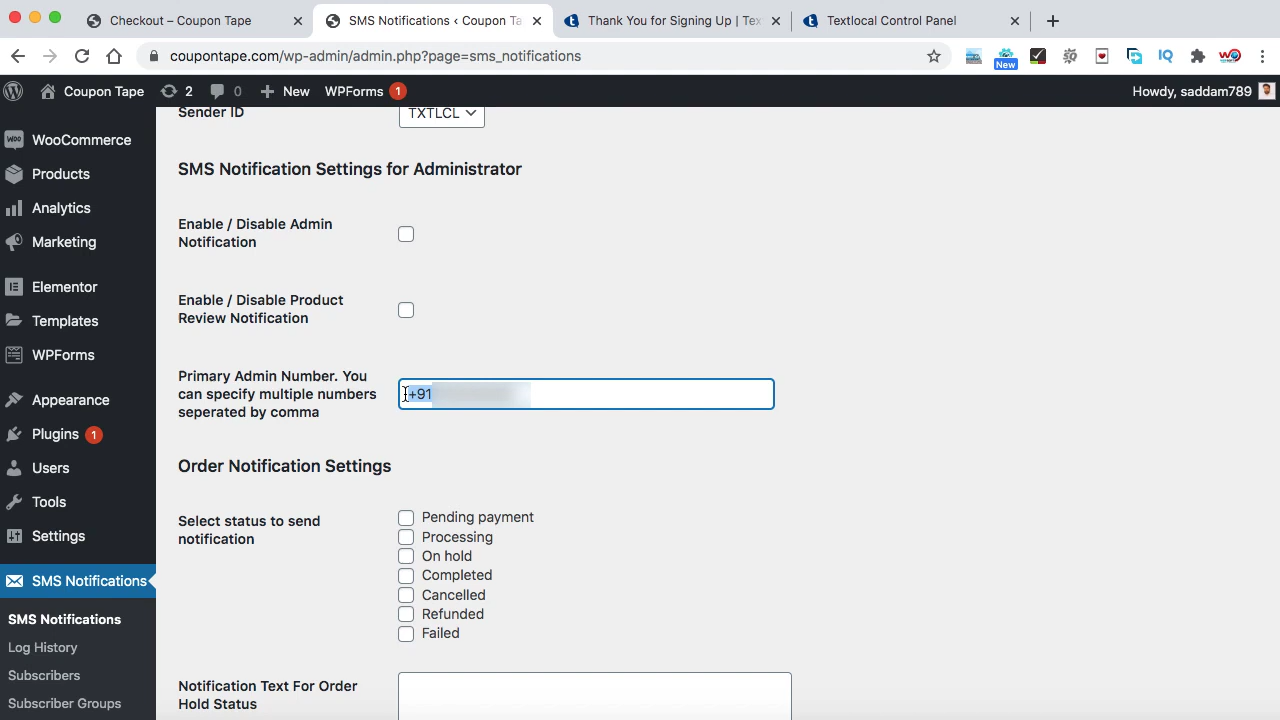 Checkout – Coupon Tape
SMS Notifications ‹ Coupon Ta
Thank You for Signing Up | Tex
Textlocal Control Panel
coupontape.com/wp-admin/admin.php?page=sms_notifications
New
IQ
Coupon Tape
2
0
New
WPForms
1
Howdy, saddam789
WooCommerce
Products
Analytics
Marketing
Elementor
Templates
WPForms
Appearance
Plugins 1
Users
Tools
Settings
SMS Notifications
SMS Notifications
Log History
Subscribers
Subscriber Groups
Sender ID
TXTLCL
SMS Notification Settings for Administrator
Enable / Disable Admin
Notification
Enable / Disable Product
Review Notification
Primary Admin Number. You
can specify multiple numbers
seperated by comma
+91
Order Notification Settings
Select status to send
notification
Pending payment
Processing
On hold
Completed
Cancelled
Refunded
Failed
Notification Text For Order
Hold Status